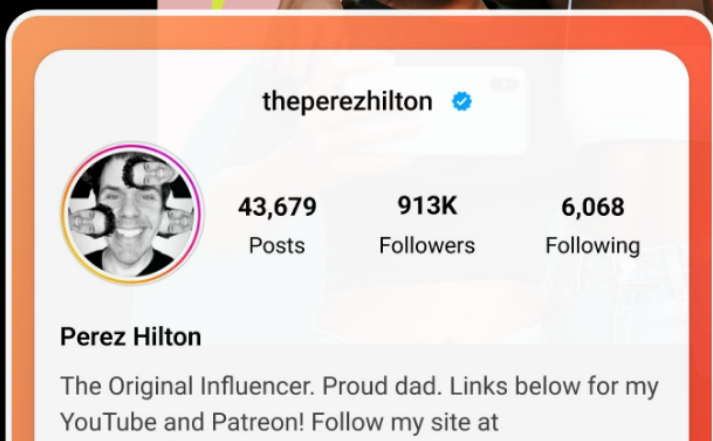 theperezhilton
43,679 913K 6,068
Posts Followers Following
Perez Hilton
The Original Influencer. Proud dad. Links below for my
YouTube and Patreon! Follow my site at